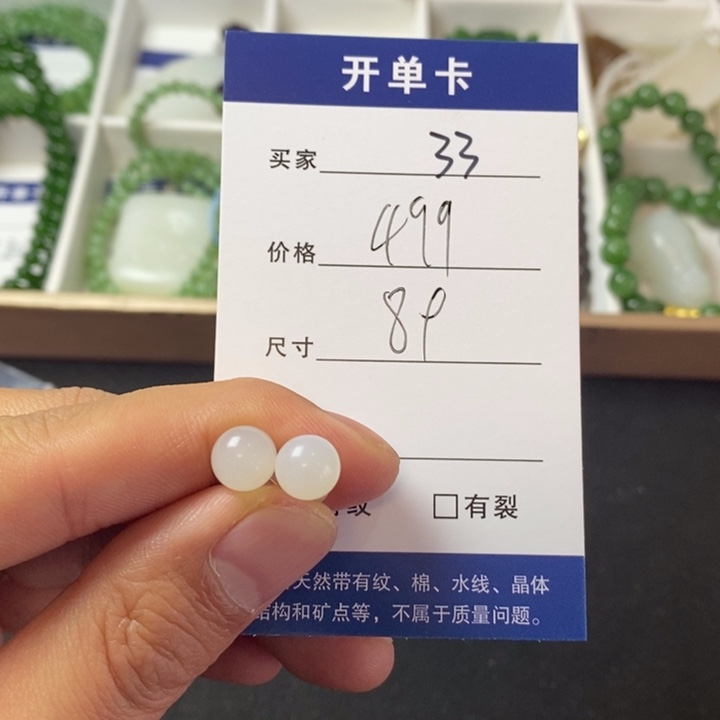 开单卡
买家 33
价格 499
尺寸
纹 □有裂
天然带有纹、棉、水线、晶体
结构和矿点等，不属于质量问题。